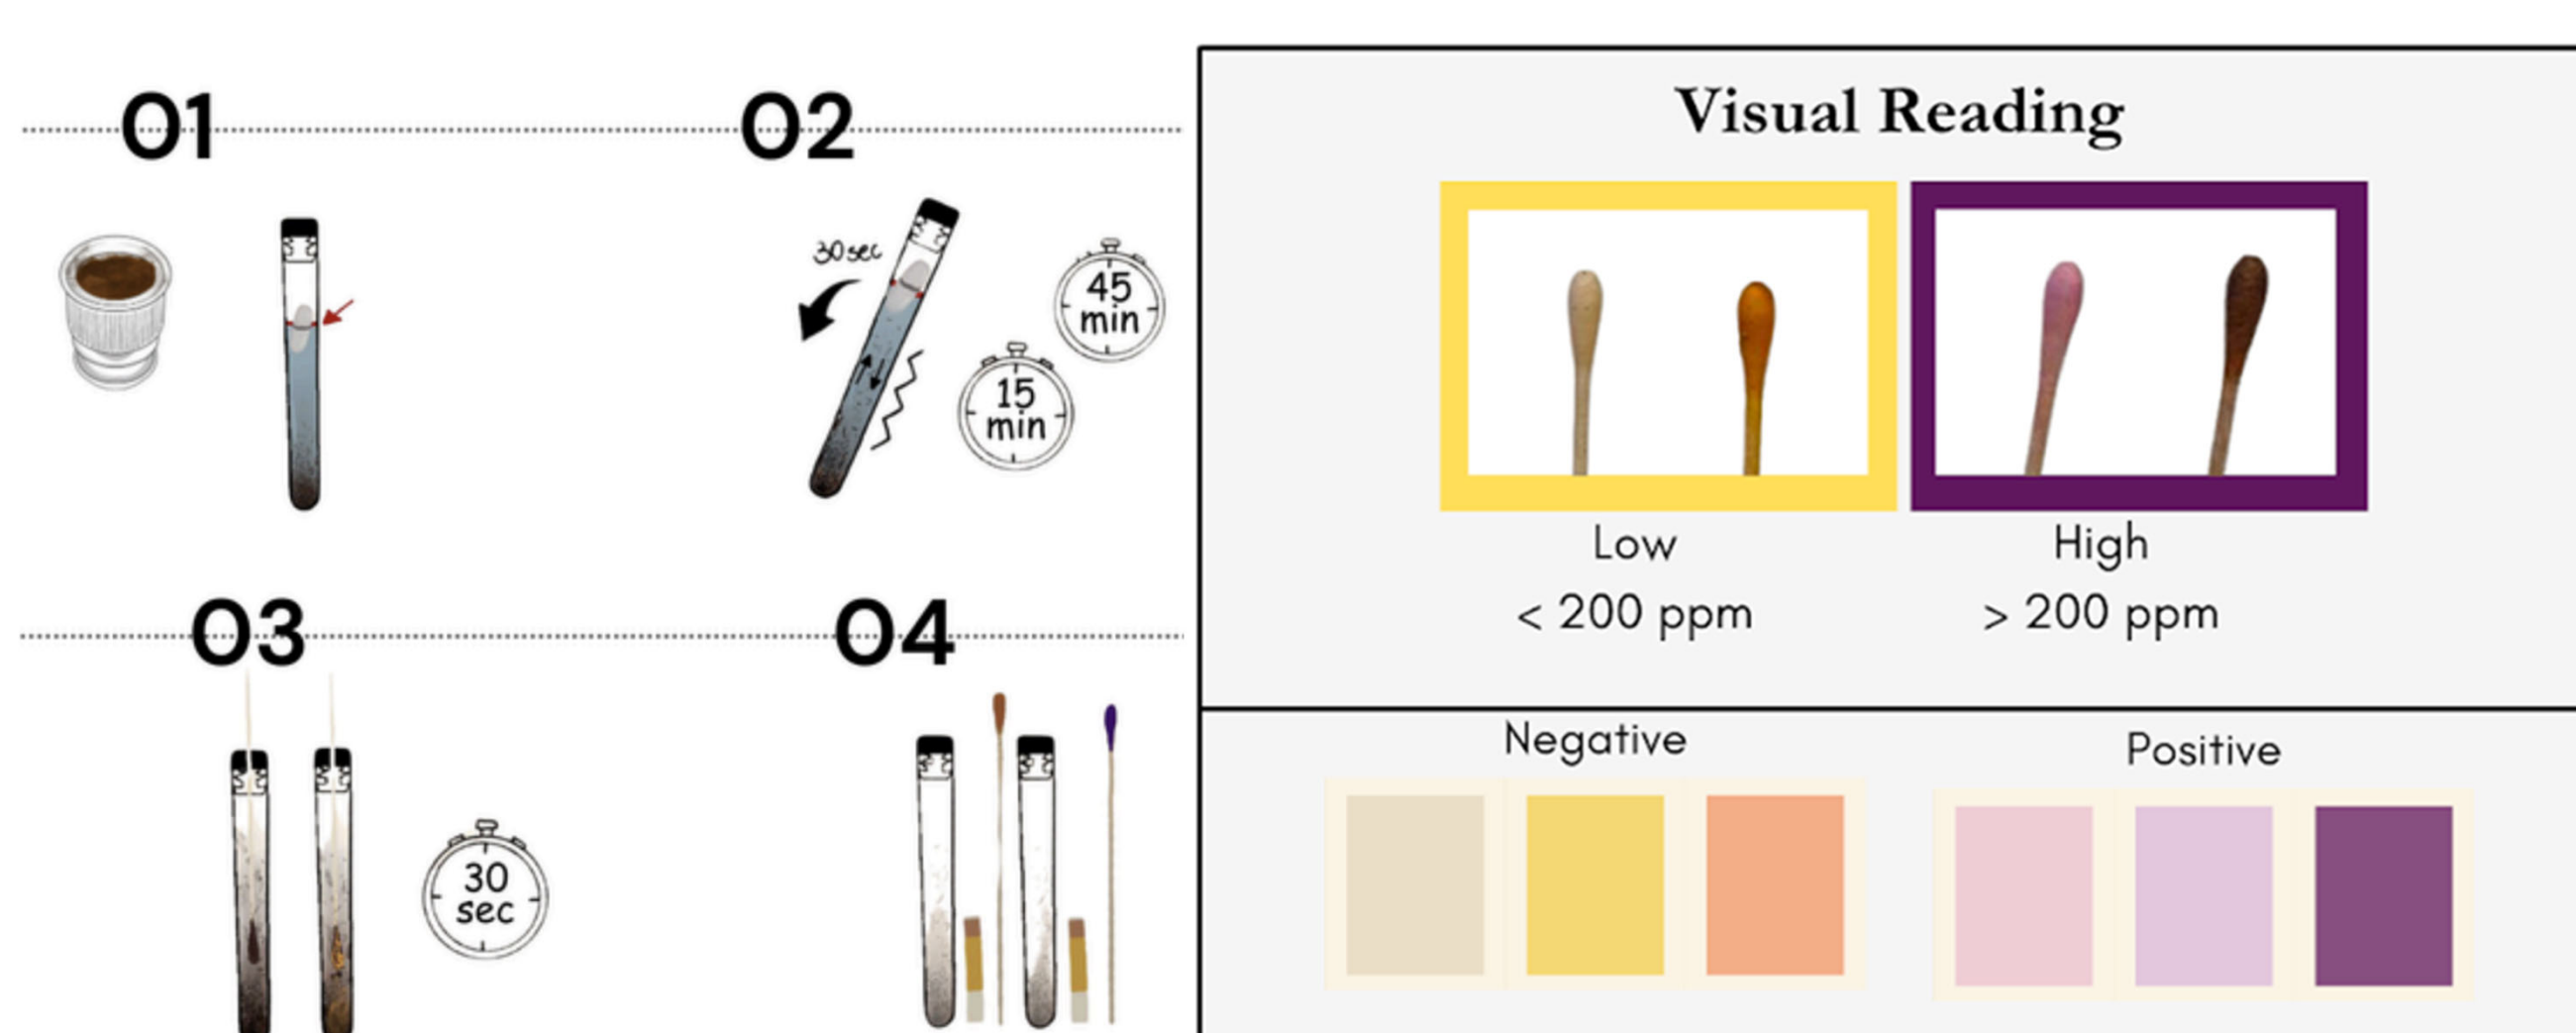 01
02
30sec
45
min
15
min
03
30
sec
04
Visual Reading
Low
< 200 ppm
High
> 200 ppm
Negative
Positive